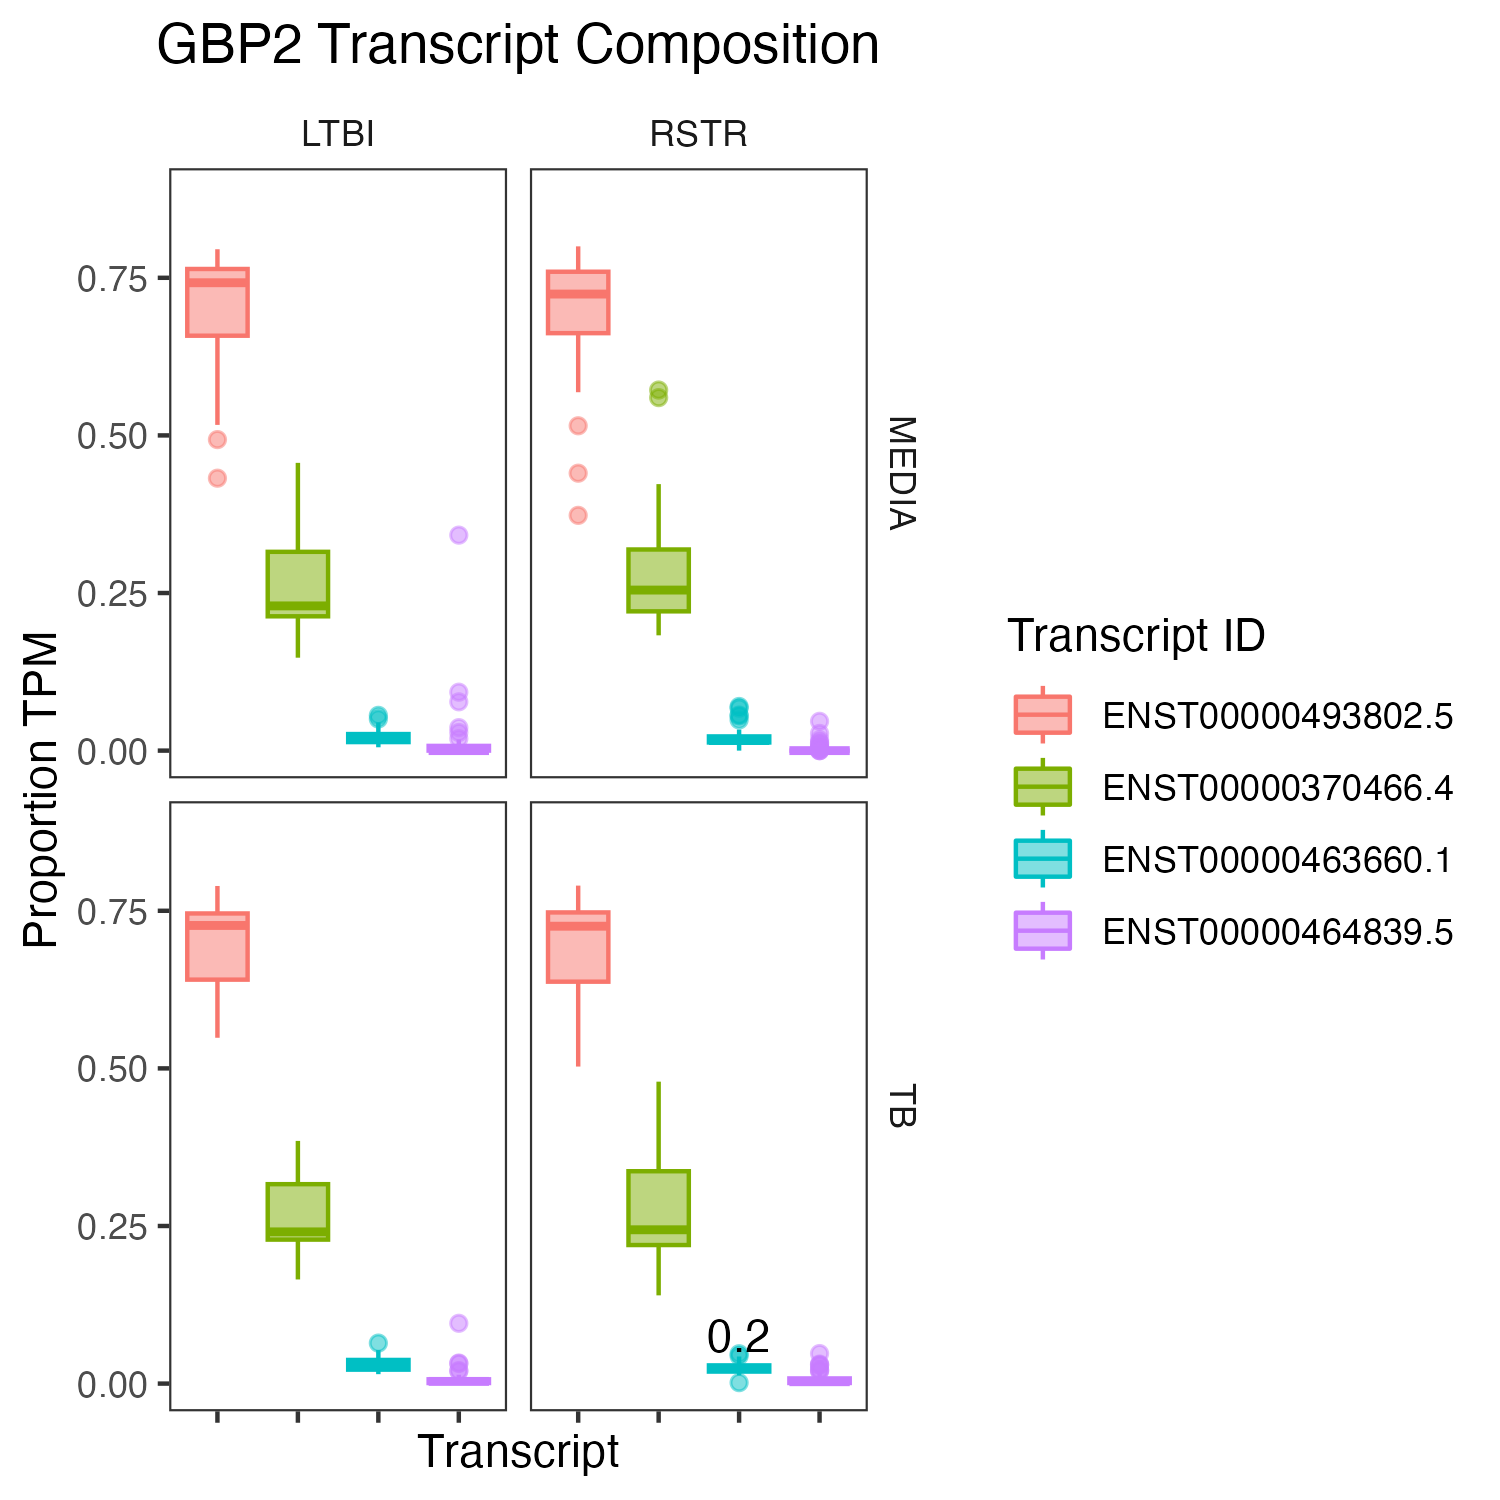 GBP2 Transcript Composition
LTBI
RSTR
0.75
0.50
0.25
0.00
MEDIA
Proportion TPM
0.75
0.50
0.25
0.00
TB
0.2
Transcript
Transcript ID
ENST00000493802.5
ENST00000370466.4
ENST00000463660.1
ENST00000464839.5